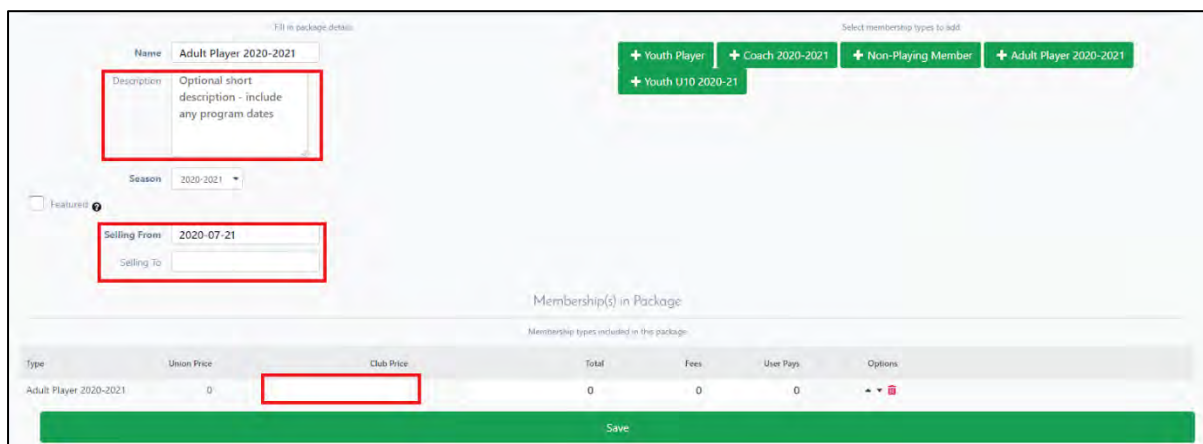 Fill in package details
Name Adult Player 2020-2021
Description Optional short
description - include
any program dates
Season 2020-2021
Featured
Selling From 2020-07-21
Selling To
Select membership types to add
+ Youth Player + Coach 2020-2021 + Non-Playing Member + Adult Player 2020-2021
+ Youth U10 2020-21
Membership(s) in Package
Membership types included in this package
Type Union Price Club Price Total Fees User Pays Options
Adult Player 2020-2021 0 0 0 0
Save